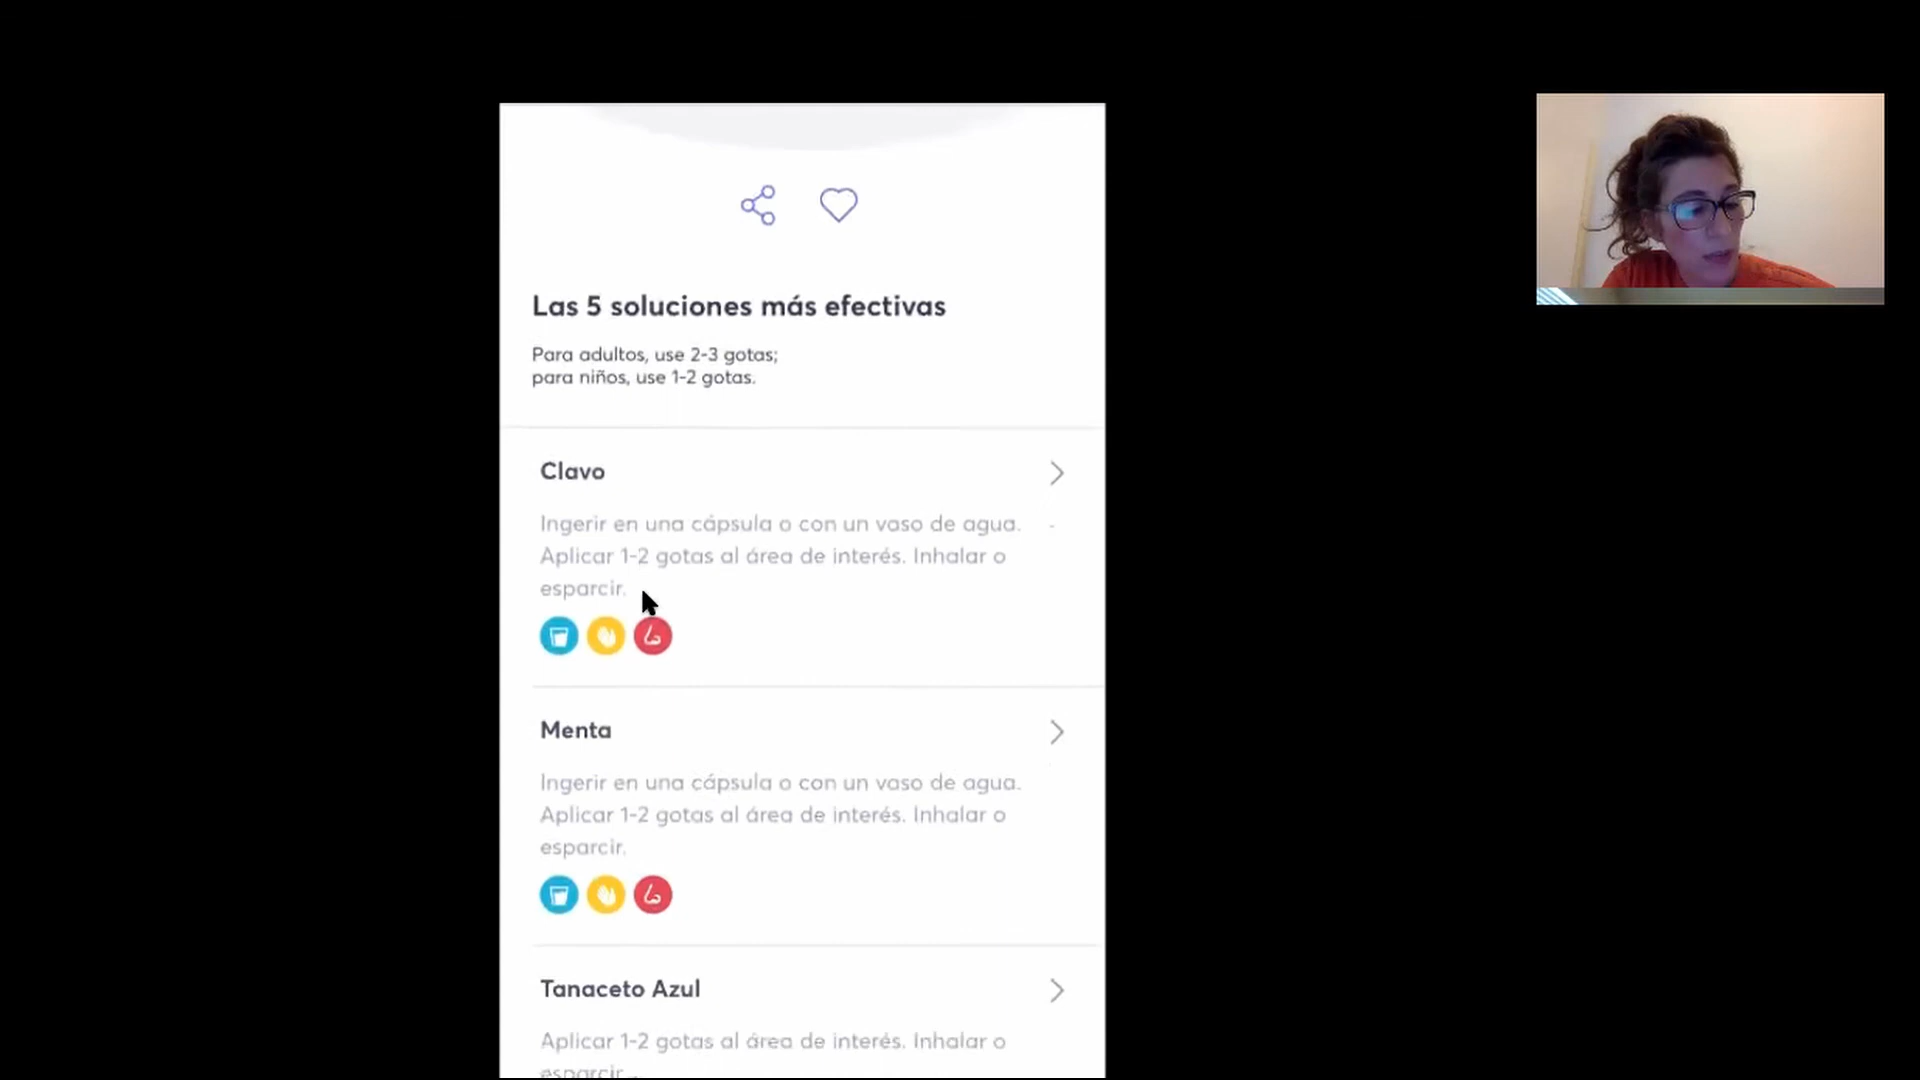 Las 5 soluciones más efectivas
Para adultos, use 2-3 gotas;
para niños, use 1-2 gotas.
Clavo
Ingerir en una cápsula o con un vaso de agua.
Aplicar 1-2 gotas al área de interés. Inhalar o
esparcir.
Menta
Ingerir en una cápsula o con un vaso de agua.
Aplicar 1-2 gotas al área de interés. Inhalar o
esparcir.
Tanaceto Azul
Aplicar 1-2 gotas al área de interés. Inhalar o
esparcir.